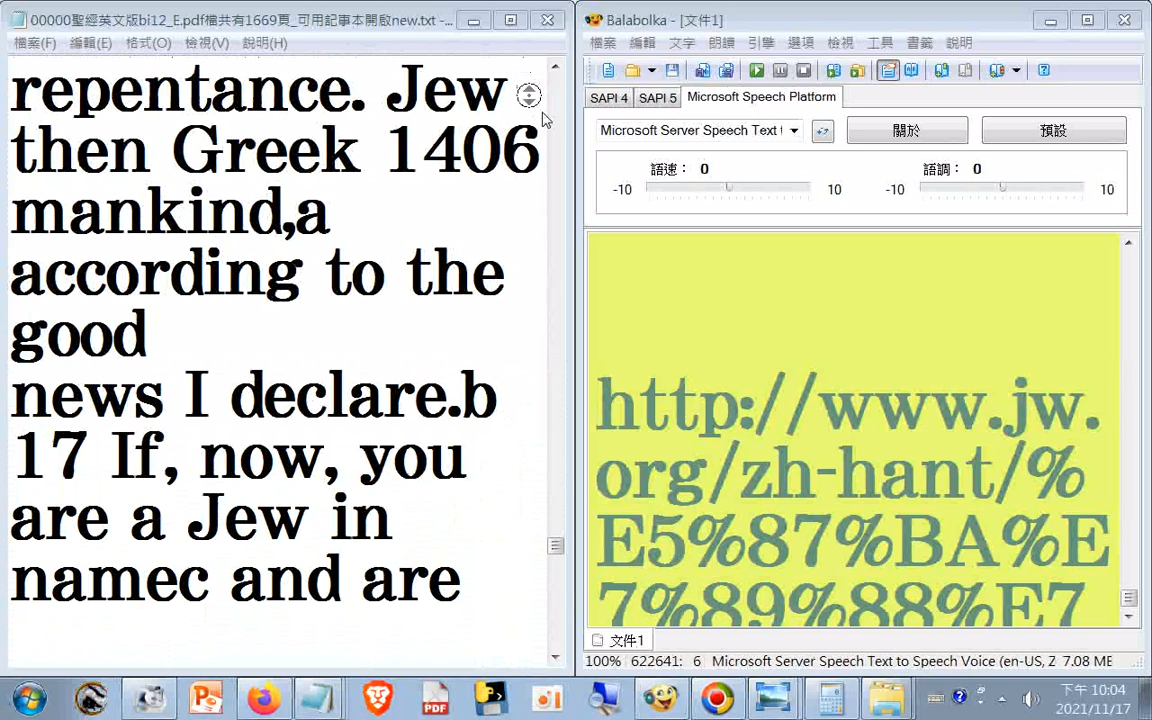 00000聖經英文版bi12_E.pdf檔共有1669頁_可用記事本開啟new.txt -...
檔案(F) 編輯(E) 格式(O) 檢視(V) 說明(H)
repentance. Jew
then Greek 1406
mankind,a
according to the
good
news I declare.b
17 If, now, you
are a Jew in
namec and are
Balabolka - [文件1]
檔案 編輯 文字 朗讀 引擎 選項 檢視 工具 書籤 說明
SAPI 4 SAPI 5 Microsoft Speech Platform
Microsoft Server Speech Text t 關於 預設
語速： 0 語調： 0
-10 10 -10 10
http://www.jw.
org/zh-hant/%
E5%87%BA%E
7%89%88%E7
文件1
100% 622641: 6 Microsoft Server Speech Text to Speech Voice (en-US, Z 7.08 ME
PDF
下午 10:04
2021/11/17